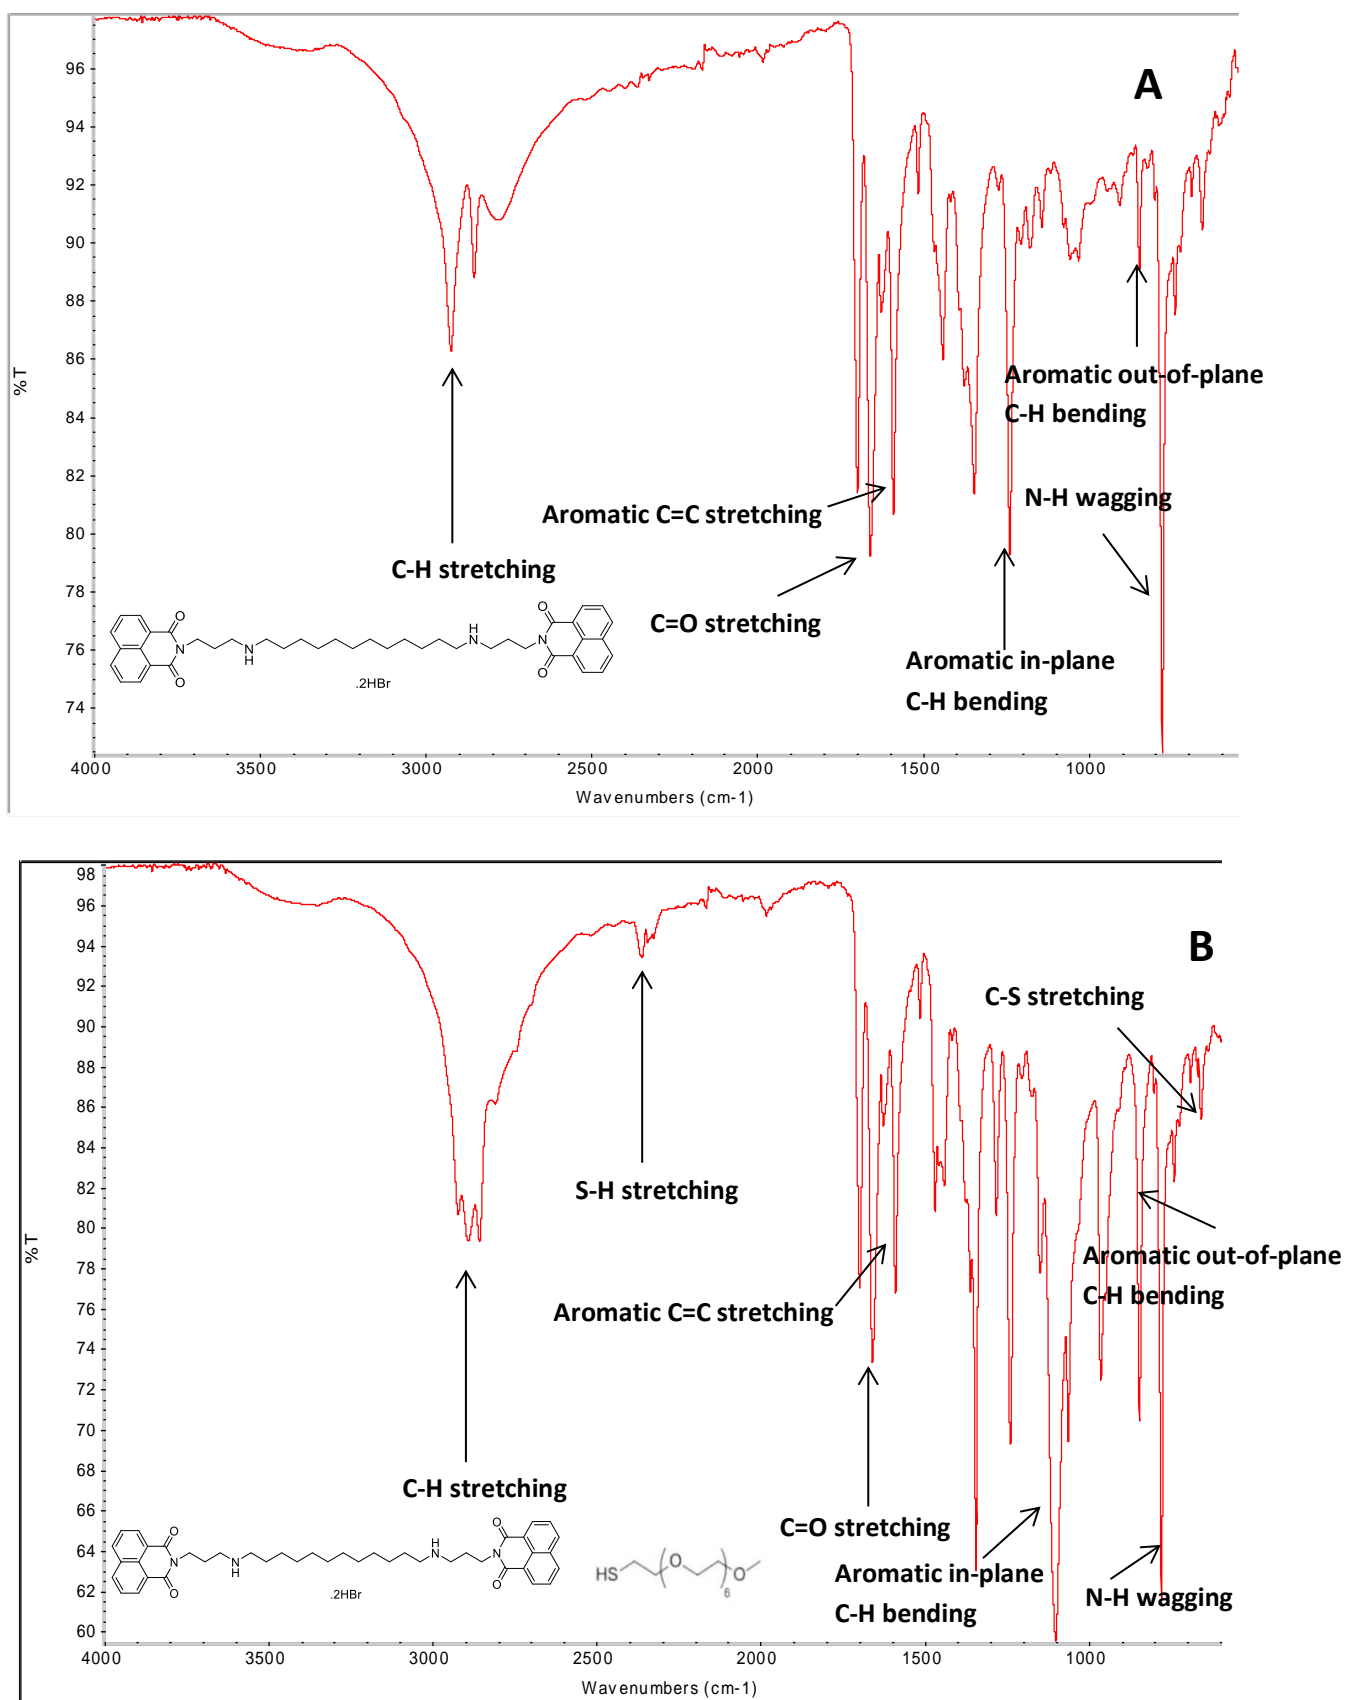 A
96
94
92
90
88
86
84
82
80
78
76
74
%T
Aromatic out-of-plane
C-H bending
N-H wagging
Aromatic C=C stretching
C-H stretching
C=O stretching
Aromatic in-plane
C-H bending
O
N
O
N
H
H
N
O
N
O
.2HBr
4000 3500 3000 2500 2000 1500 1000
Wavenumbers (cm-1)
B
98
96
94
92
90
88
86
84
82
80
78
76
74
72
70
68
66
64
62
60
%T
C-S stretching
S-H stretching
Aromatic out-of-plane
C-H bending
Aromatic C=C stretching
C-H stretching
C=O stretching
Aromatic in-plane
C-H bending
N-H wagging
O
N
O
N
H
H
N
O
N
O
.2HBr
HS
O
6
O
4000 3500 3000 2500 2000 1500 1000
Wavenumbers (cm-1)